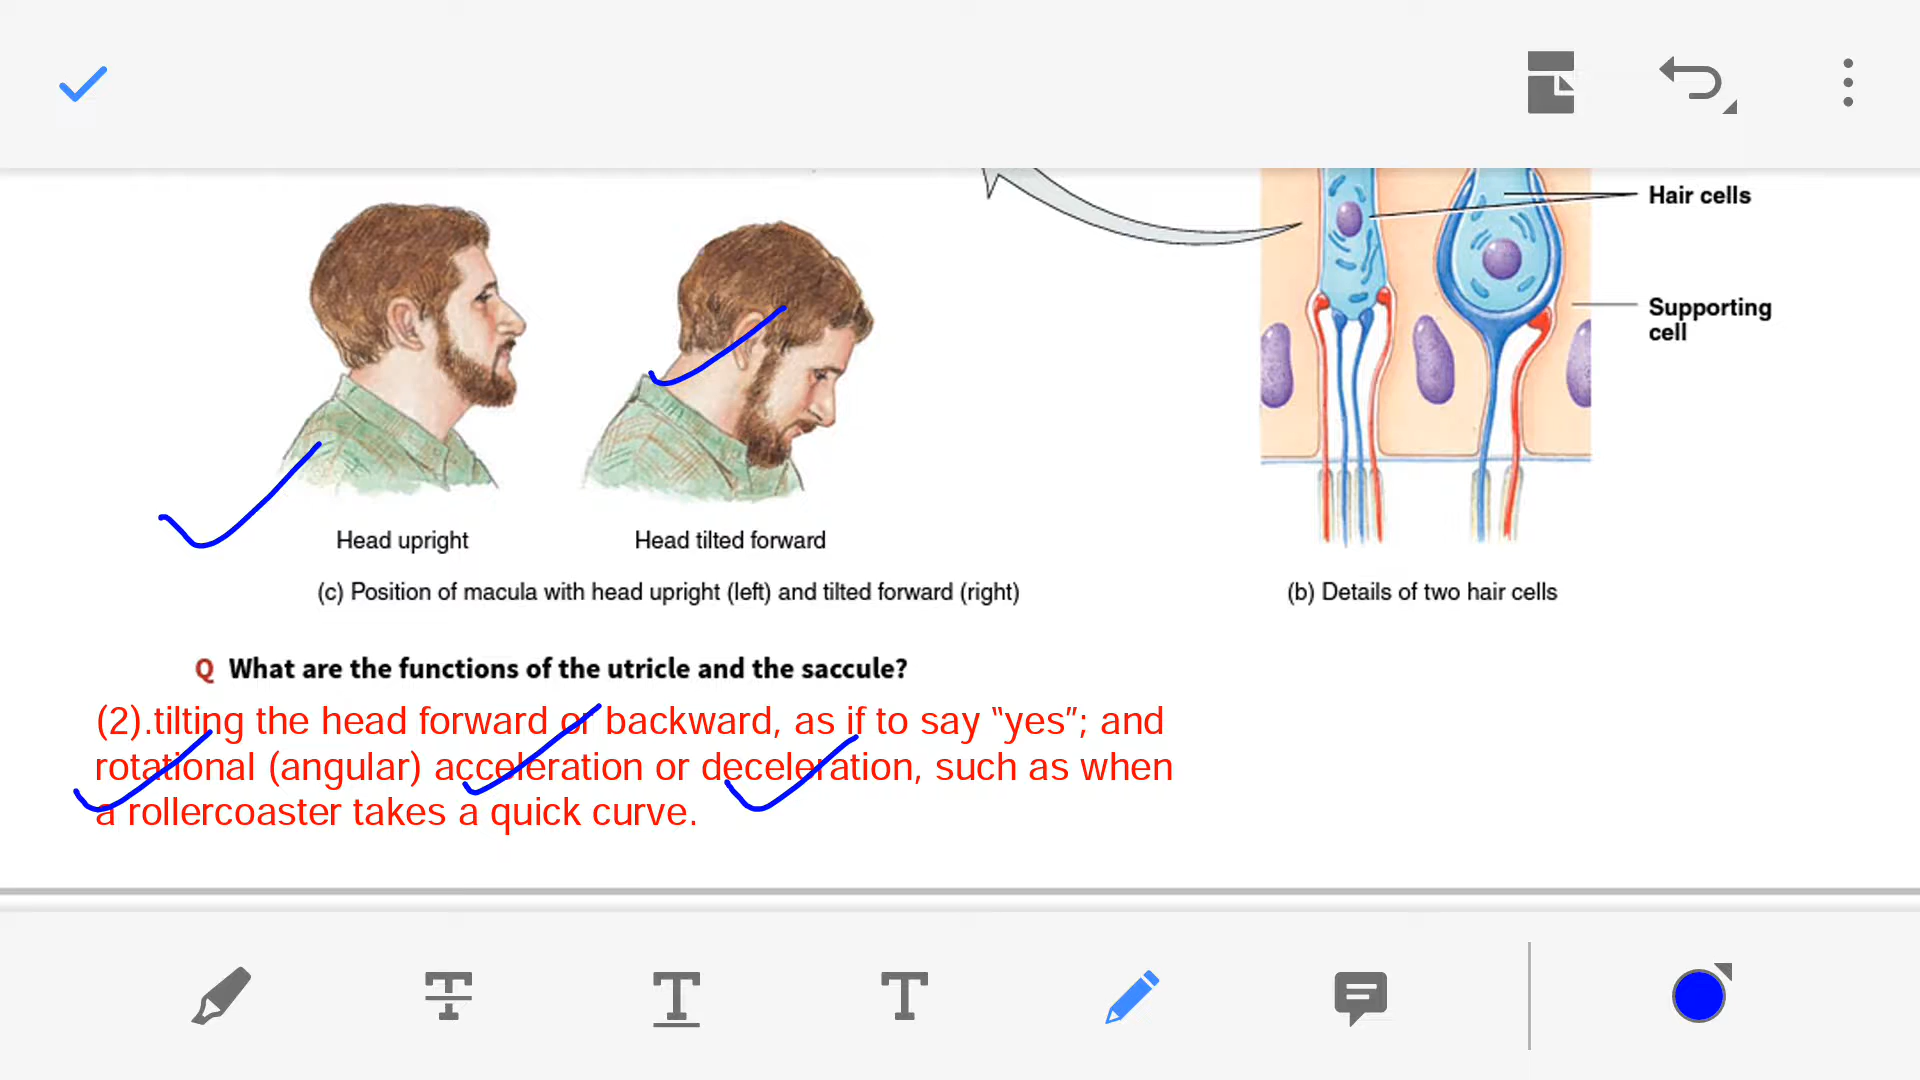 Hair cells
Supporting
cell
Head upright
Head tilted forward
(c) Position of macula with head upright (left) and tilted forward (right)
(b) Details of two hair cells
Q What are the functions of the utricle and the saccule?
(2).tilting the head forward or backward, as if to say “yes”; and
rotational (angular) acceleration or deceleration, such as when
a rollercoaster takes a quick curve.